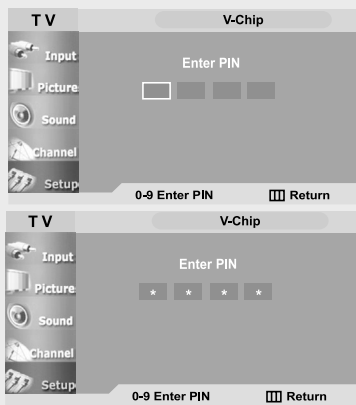 TV
V-Chip
Input
Picture
Sound
Channel
Setup
Enter PIN
0-9 Enter PIN
Return
TV
V-Chip
Input
Picture
Sound
Channel
Setup
Enter PIN
* * * *
0-9 Enter PIN
Return